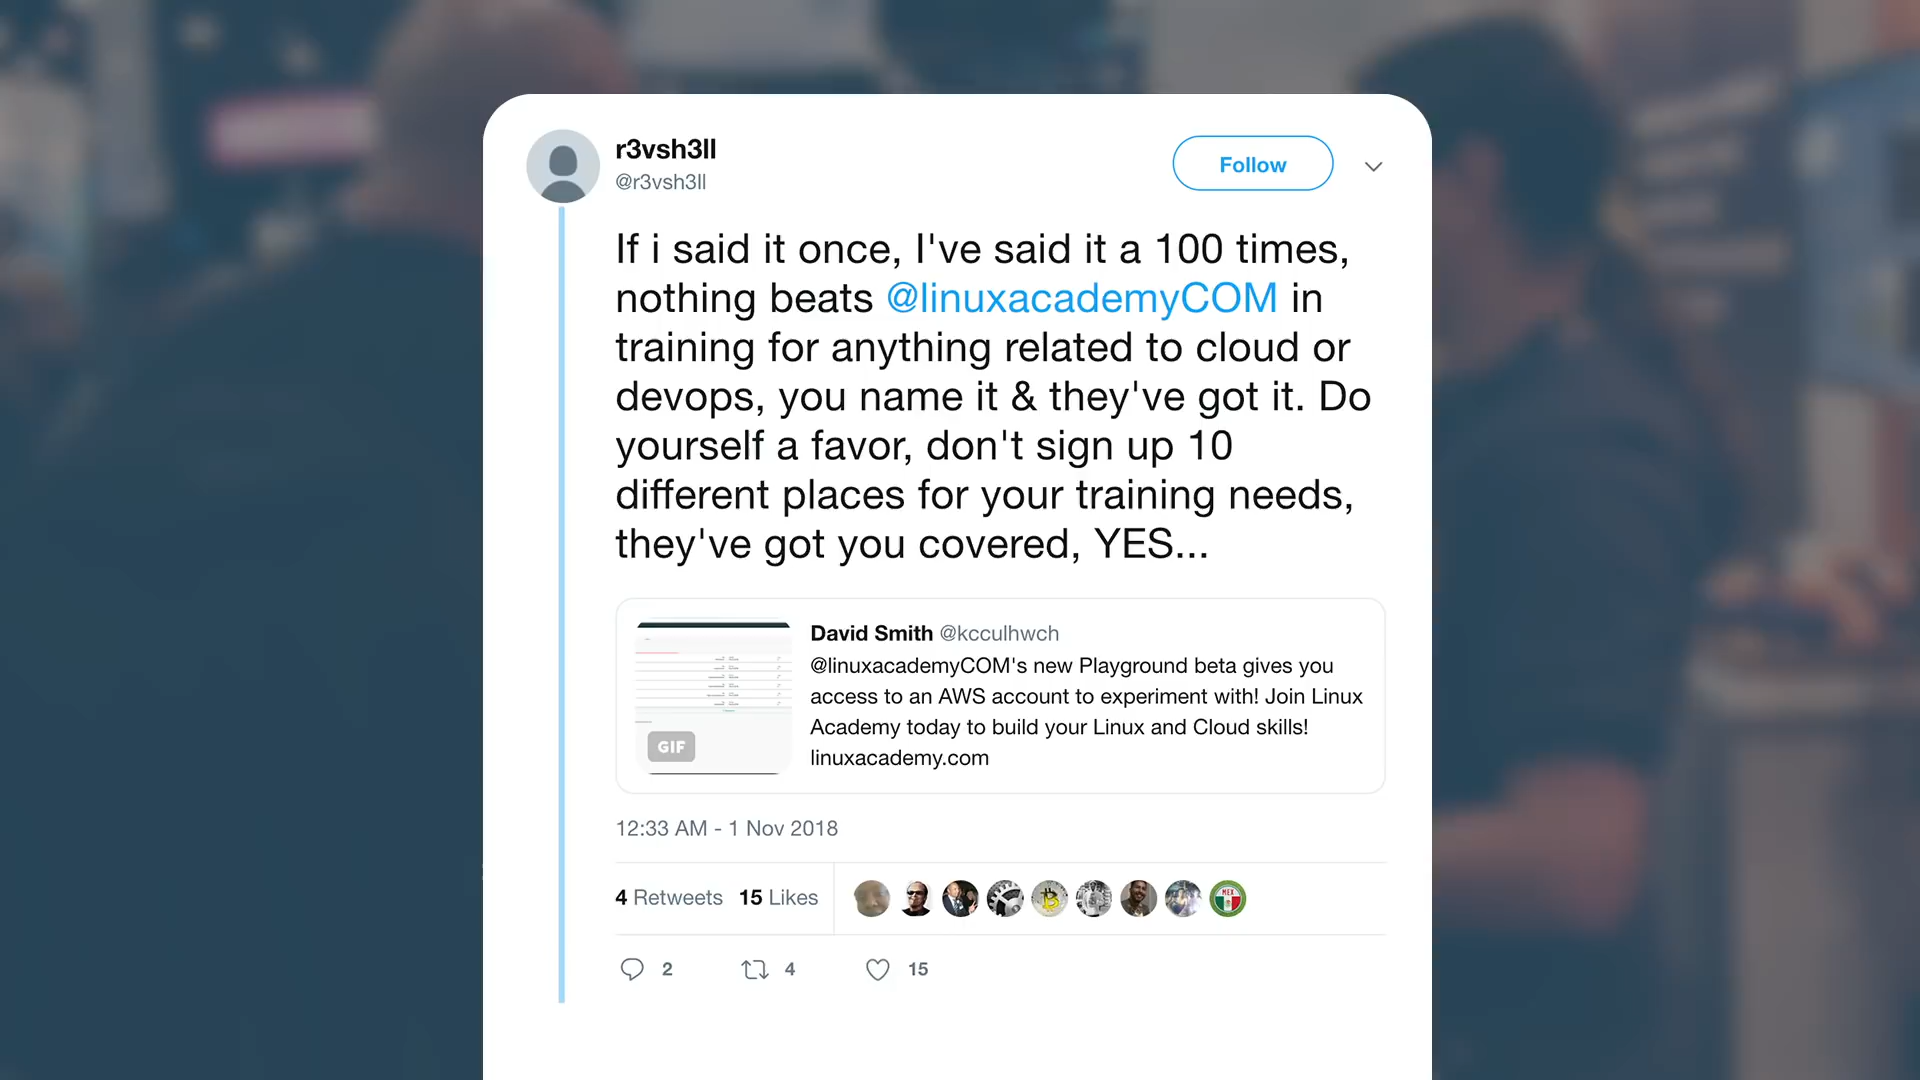 r3vsh3ll
@r3vsh3ll
Follow
If i said it once, I've said it a 100 times,
nothing beats @linuxacademyCOM in
training for anything related to cloud or
devops, you name it & they've got it. Do
yourself a favor, don't sign up 10
different places for your training needs,
they've got you covered, YES...
David Smith @kcculhwch
@linuxacademyCOM's new Playground beta gives you
access to an AWS account to experiment with! Join Linux
Academy today to build your Linux and Cloud skills!
linuxacademy.com
GIF
12:33 AM - 1 Nov 2018
4 Retweets 15 Likes
MEX
2 4 15